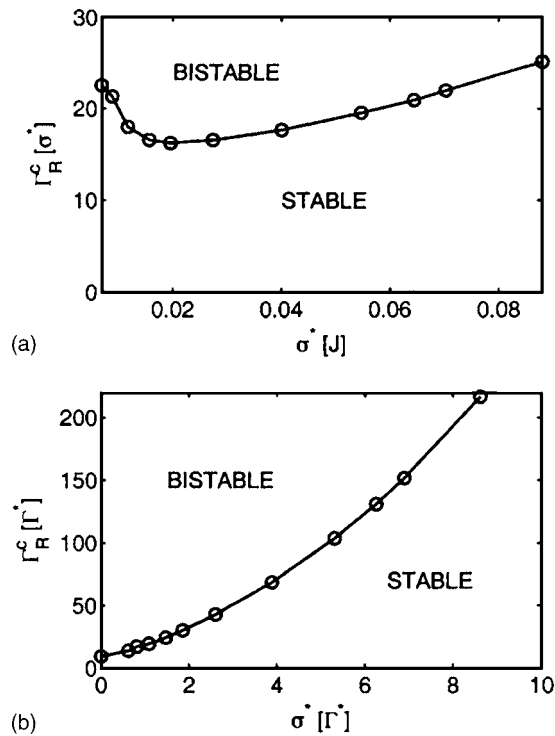 30
BISTABLE
20
Γ_R^c [σ*]
STABLE
10
0
0.02 0.04 0.06 0.08
(a)
σ* [J]
200
BISTABLE
150
Γ_R^c [Γ*]
100
STABLE
50
0
0 2 4 6 8 10
(b)
σ* [Γ*]